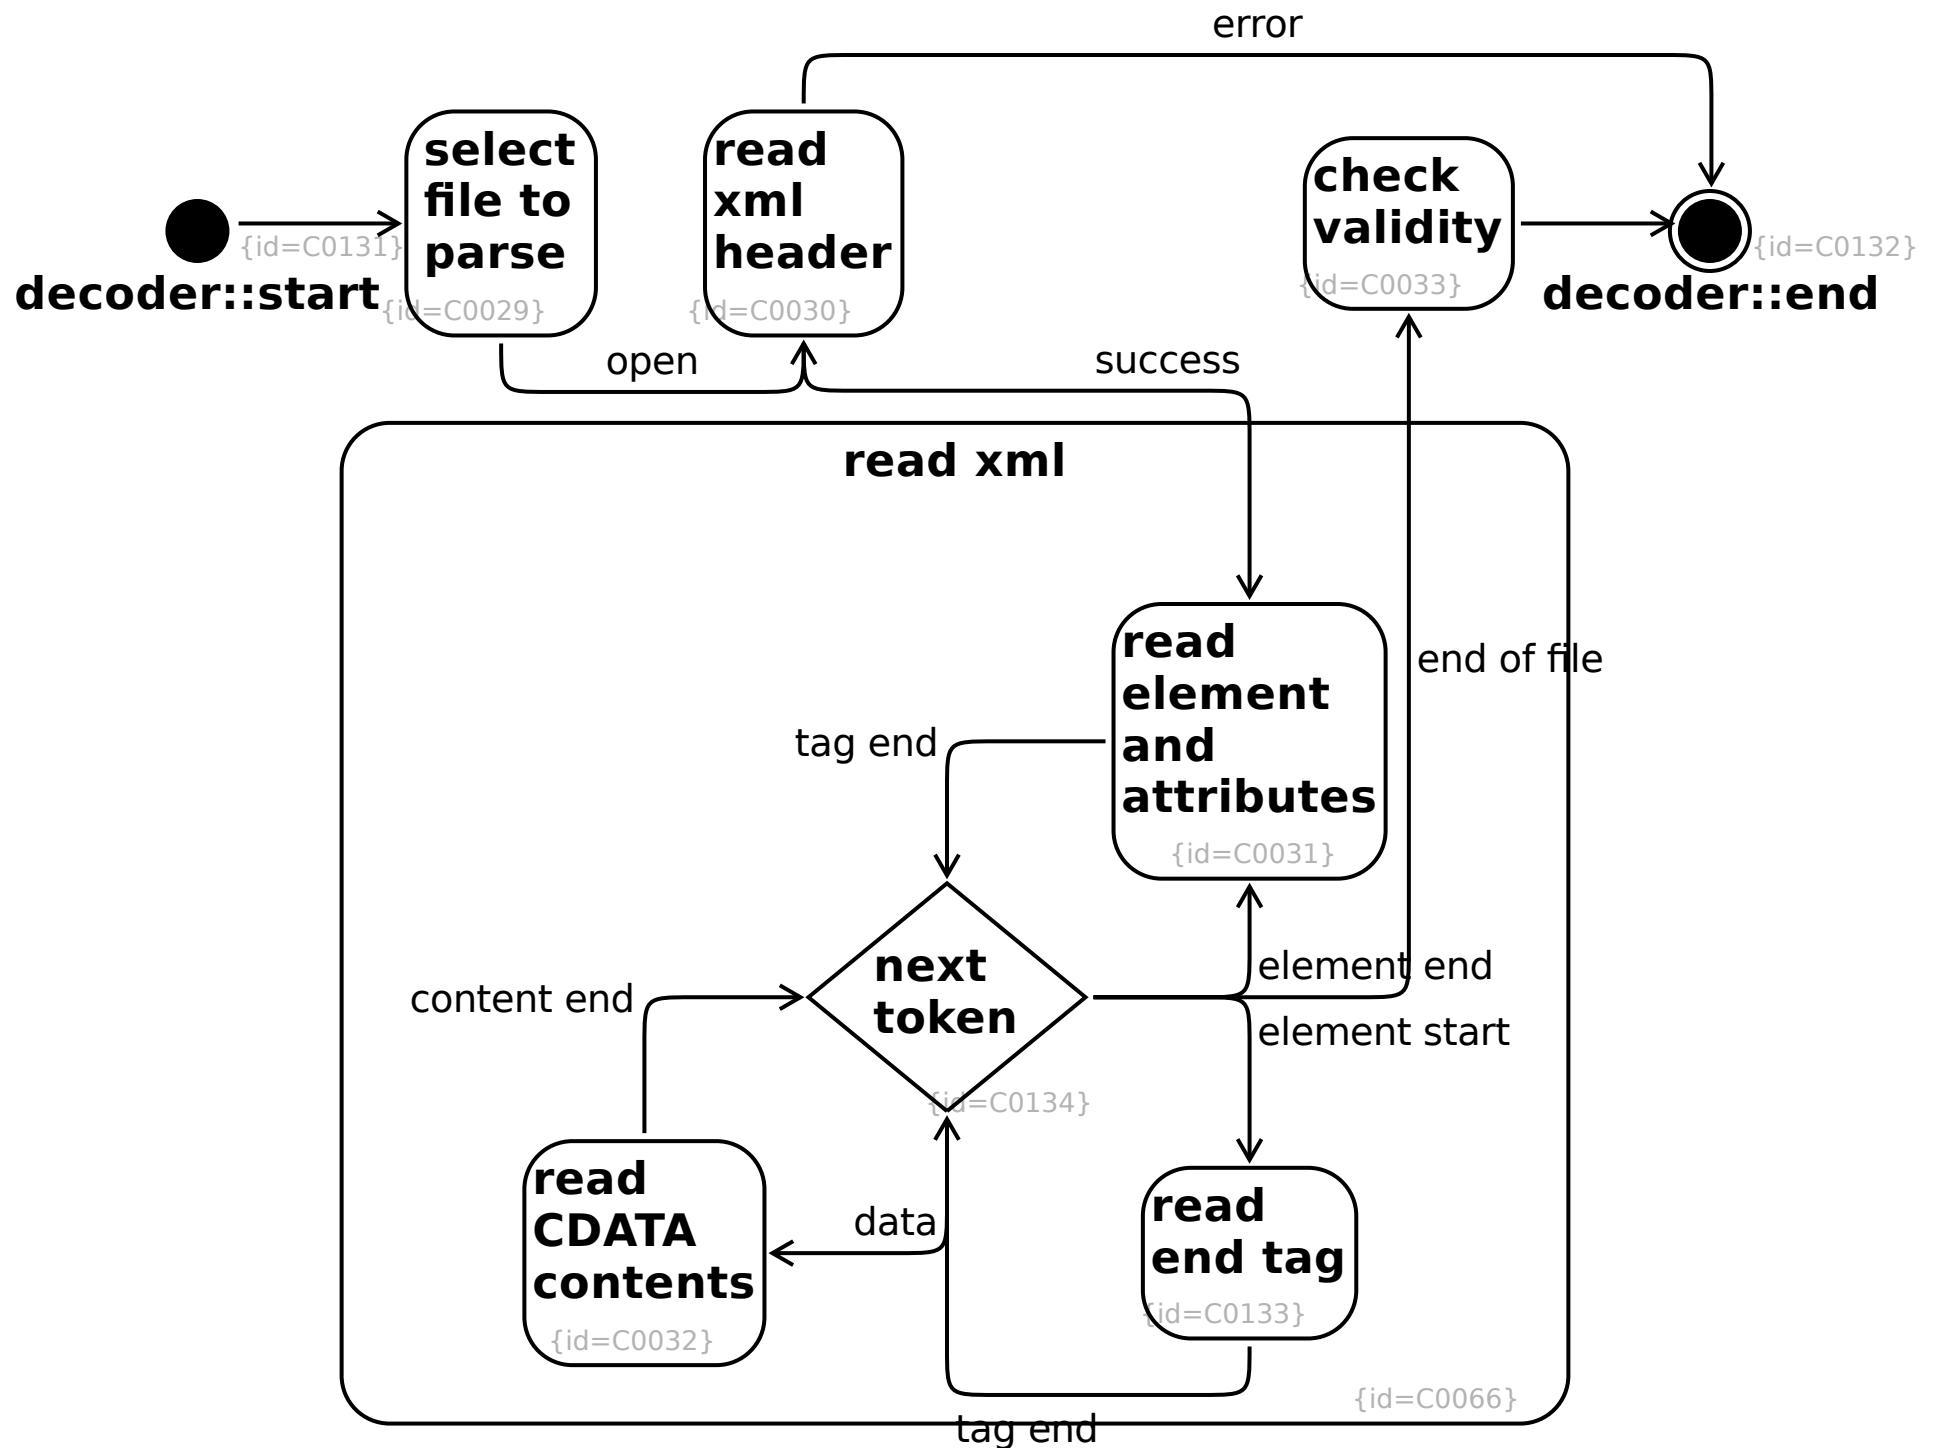 error
select
file to
parse
{id=C0029}
read
xml
header
{id=C0030}
check
validity
{id=C0033}
{id=C0131}
decoder::start
{id=C0132}
decoder::end
open
success
read xml
read
element
and
attributes
{id=C0031}
end of file
tag end
next
token
{id=C0134}
element end
element start
content end
read
CDATA
contents
{id=C0032}
data
read
end tag
{id=C0133}
{id=C0066}
tag end